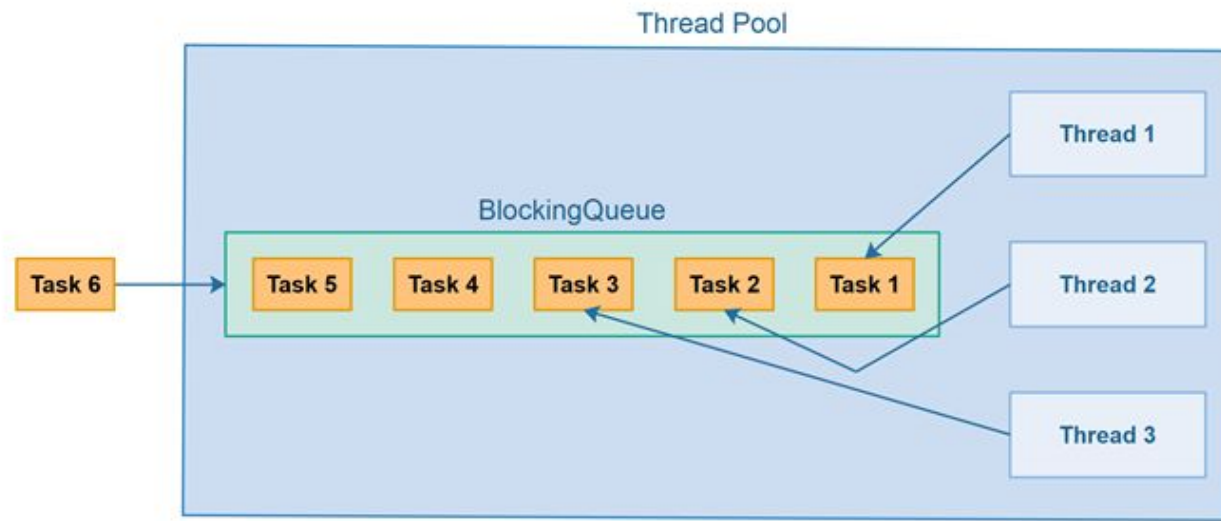 Thread Pool
Thread 1
BlockingQueue
Task 6
Task 5
Task 4
Task 3
Task 2
Task 1
Thread 2
Thread 3